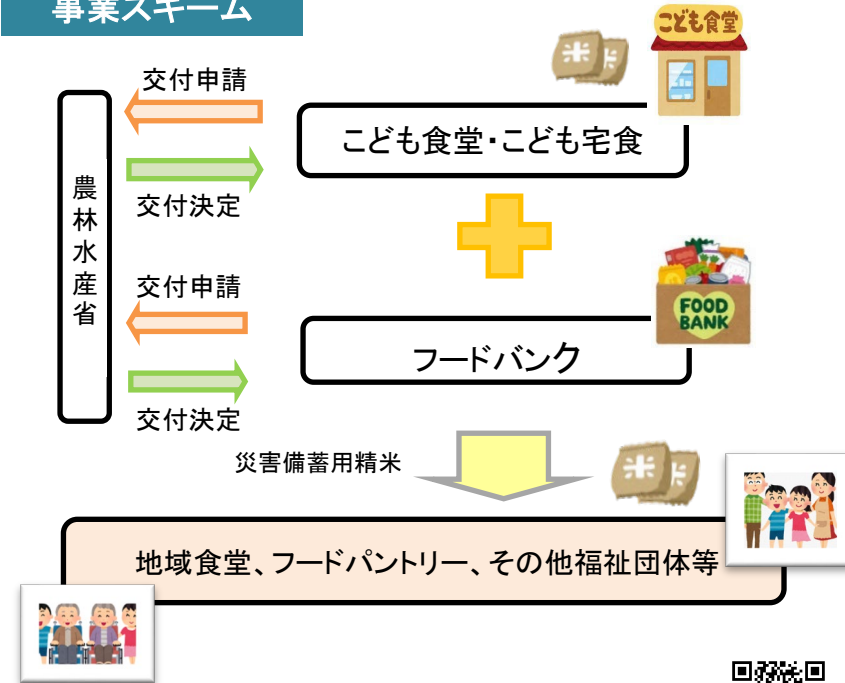 事業スキーム
こども食堂
米 米
交付申請
こども食堂・こども宅食
農林水産省
交付決定
交付申請
FOOD
BANK
フードバンク
交付決定
災害備蓄用精米
米 米
地域食堂、フードパントリー、その他福祉団体等